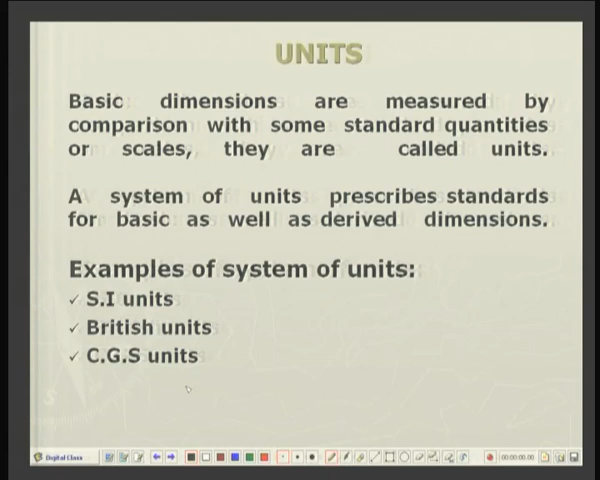 UNITS
Basic dimensions are measured by
comparison with some standard quantities
or scales, they are called units.
A system of units prescribes standards
for basic as well as derived dimensions.
Examples of system of units:
✓ S.I units
✓ British units
✓ C.G.S units
Digital Class
00:00:00.00